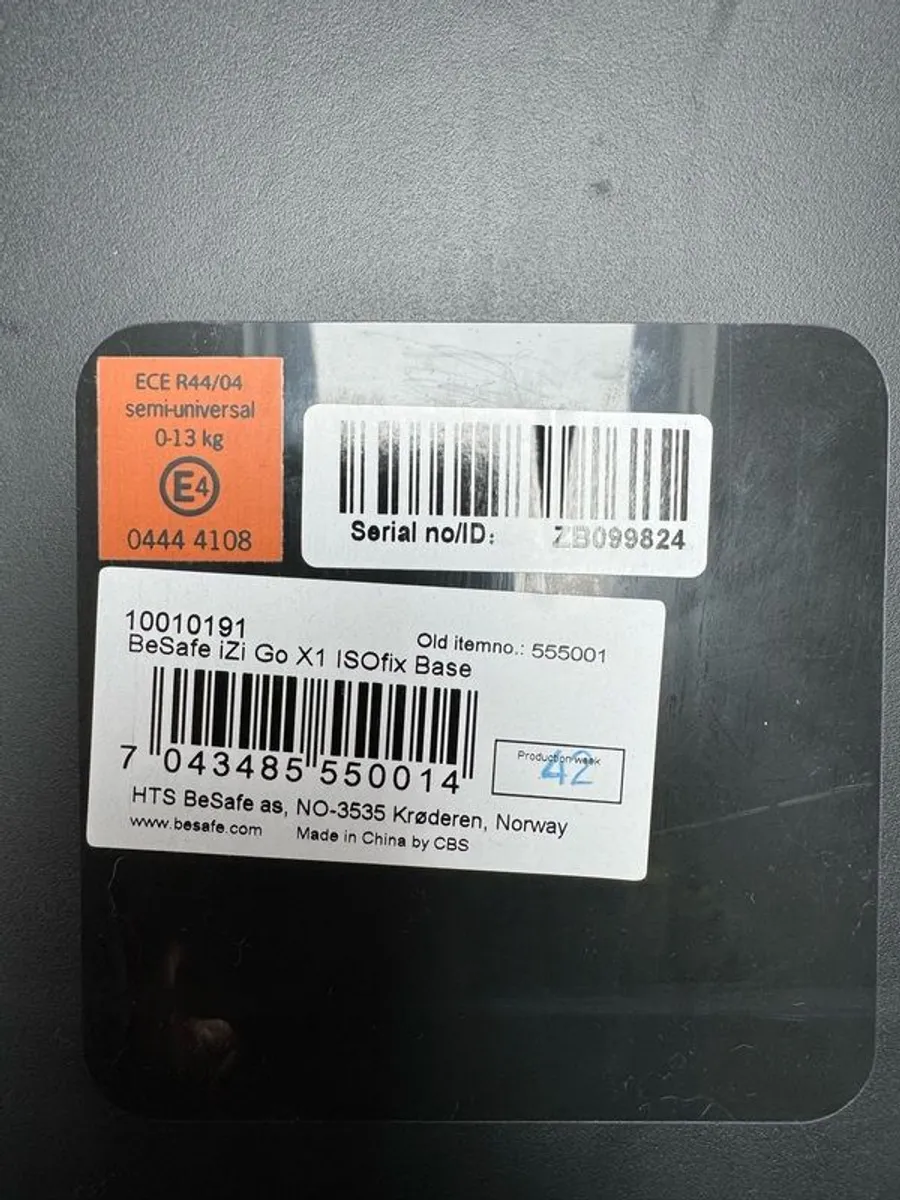 ECE R44/04
semi-universal
0-13 kg
E4
0444 4108
Serial no/ID: ZB099824
10010191
Old itemno.: 555001
BeSafe iZi Go X1 ISOfix Base
7 043485 550014
Production week
42
HTS BeSafe as, NO-3535 Krøderen, Norway
www.besafe.com Made in China by CBS